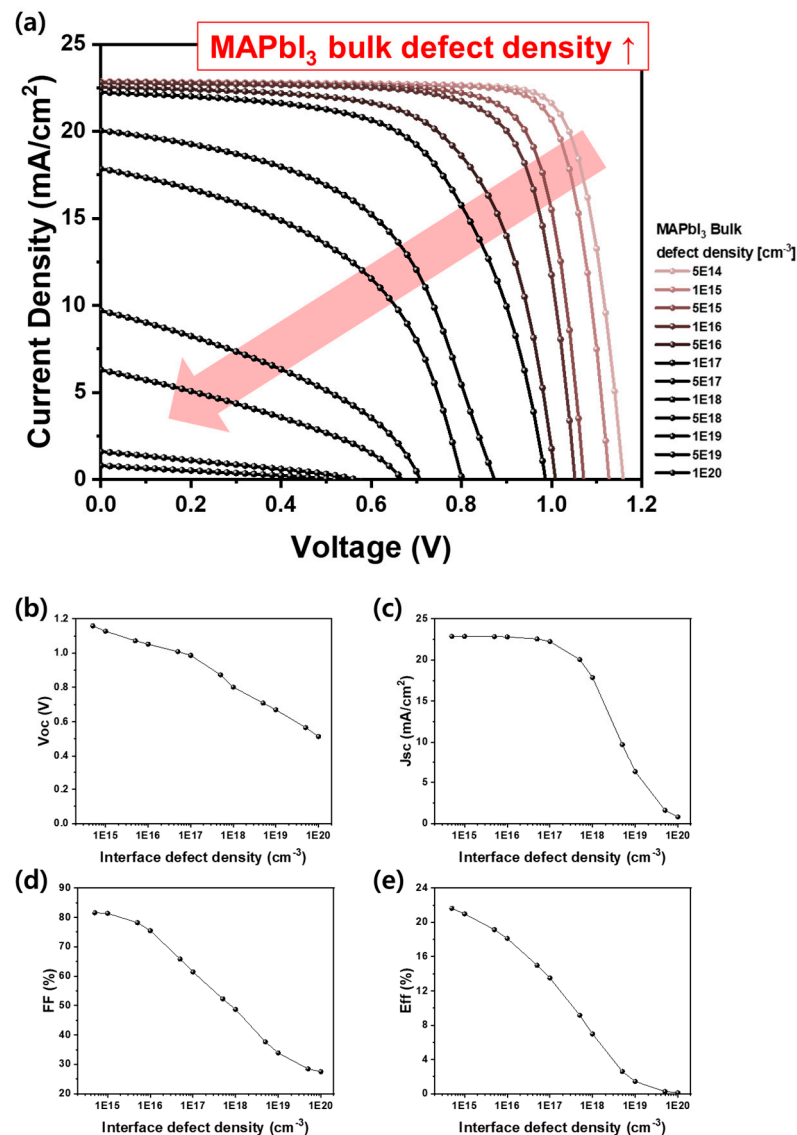 (a)
MAPbI₃ bulk defect density ↑
25
20
15
10
5
0
Current Density (mA/cm²)
0.0 0.2 0.4 0.6 0.8 1.0 1.2
Voltage (V)
MAPbI₃ Bulk
defect density [cm⁻³]
5E14
1E15
5E15
1E16
5E16
1E17
5E17
1E18
5E18
1E19
5E19
1E20
(b)
1.2
1.0
0.8
0.6
0.4
0.2
0.0
Voc (V)
1E15 1E16 1E17 1E18 1E19 1E20
Interface defect density (cm⁻³)
(c)
25
20
15
10
5
0
Jsc (mA/cm²)
1E15 1E16 1E17 1E18 1E19 1E20
Interface defect density (cm⁻³)
(d)
90
80
70
60
50
40
30
20
FF (%)
1E15 1E16 1E17 1E18 1E19 1E20
Interface defect density (cm⁻³)
(e)
24
20
16
12
8
4
0
Eff (%)
1E15 1E16 1E17 1E18 1E19 1E20
Interface defect density (cm⁻³)